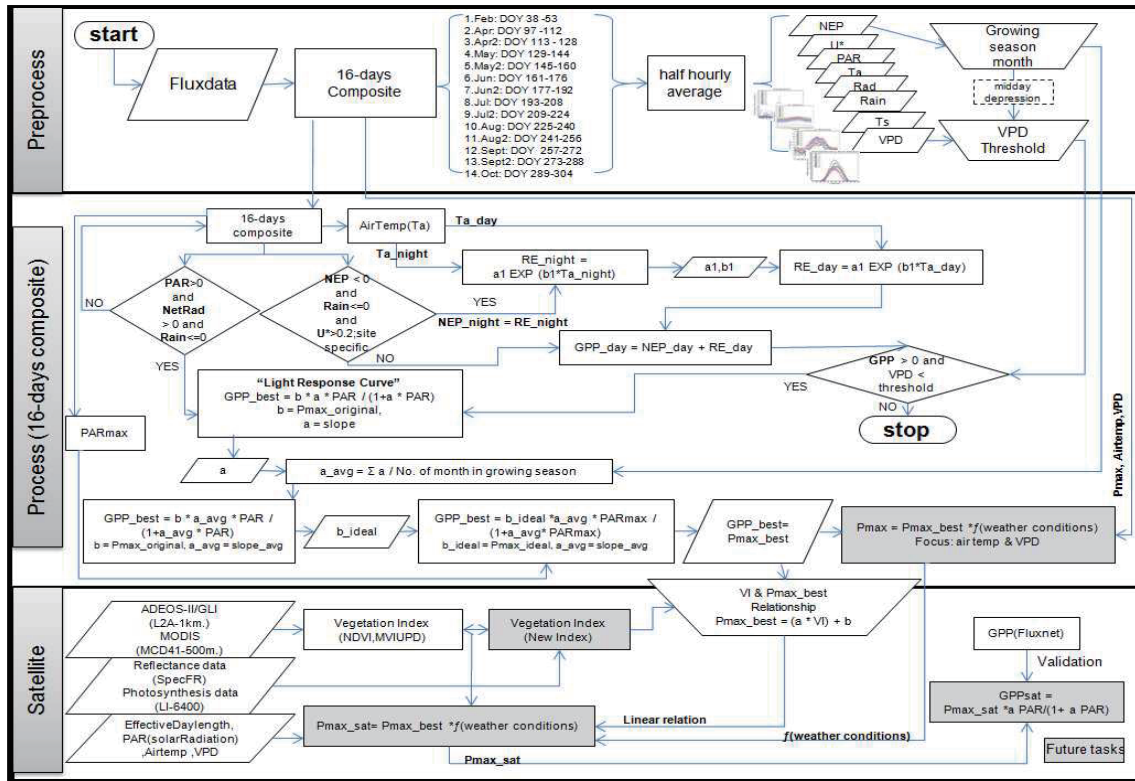 Preprocess
start
Fluxdata
16-days
Composite
1.Feb: DOY 38 -53
2.Apr: DOY 97 -112
3.Apr2: DOY 113 - 128
4.May: DOY 129-144
5.May2: DOY 145-160
6.Jun: DOY 161-176
7.Jun2: DOY 177-192
8.Jul: DOY 193-208
9.Jul2: DOY 209-224
10.Aug: DOY 225-240
11.Aug2: DOY 241-256
12.Sept: DOY 257-272
13.Sept2: DOY 273-288
14.Oct: DOY 289-304
half hourly
average
NEP
U*
PAR
Ta
Rad
Rain
Ts
VPD
Growing
season
month
midday
depression
VPD
Threshold
Process (16-days composite)
16-days
composite
AirTemp(Ta)
Ta_day
Ta_night
RE_night =
a1 EXP (b1*Ta_night)
a1,b1
RE_day = a1 EXP (b1*Ta_day)
PAR>0
and
NetRad
> 0 and
Rain<=0
NO
YES
NEP < 0
and
Rain<=0
and
U*>0.2;site
specific
YES
NEP_night = RE_night
NO
GPP_day = NEP_day + RE_day
GPP > 0 and
VPD <
threshold
YES
NO
stop
"Light Response Curve"
GPP_best = b * a * PAR / (1+a * PAR)
b = Pmax_original,
a = slope
PARmax
a
a_avg = Σ a / No. of month in growing season
Pmax, Airtemp,VPD
GPP_best = b * a_avg * PAR /
(1+a_avg * PAR)
b = Pmax_original, a_avg = slope_avg
b_ideal
GPP_best = b_ideal *a_avg * PARmax /
(1+a_avg* PARmax)
b_ideal = Pmax_ideal, a_avg = slope_avg
GPP_best=
Pmax_best
Pmax = Pmax_best *ƒ(weather conditions)
Focus: air temp & VPD
Satellite
ADEOS-II/GLI
(L2A-1km.)
MODIS
(MCD41-500m.)
Vegetation Index
(NDVI,MVIUPD)
Vegetation Index
(New Index)
VI & Pmax_best
Relationship
Pmax_best = (a * VI) + b
GPP(Fluxnet)
Validation
Reflectance data
(SpecFR)
Photosynthesis data
(LI-6400)
GPPsat =
Pmax_sat *a PAR/(1+ a PAR)
EffectiveDaylength,
PAR(solarRadiation)
,Airtemp ,VPD
Pmax_sat= Pmax_best *ƒ(weather conditions)
Linear relation
ƒ(weather conditions)
Pmax_sat
Future tasks